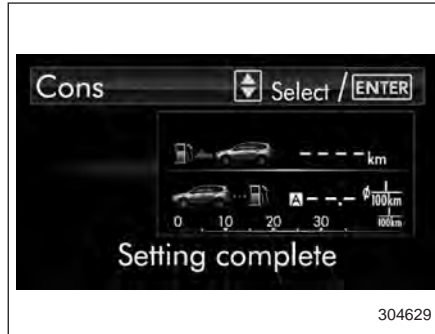 Cons Select / ENTER
---- km
A --.- ø l/100km
0 10 20 30 l/100km
Setting complete
304629